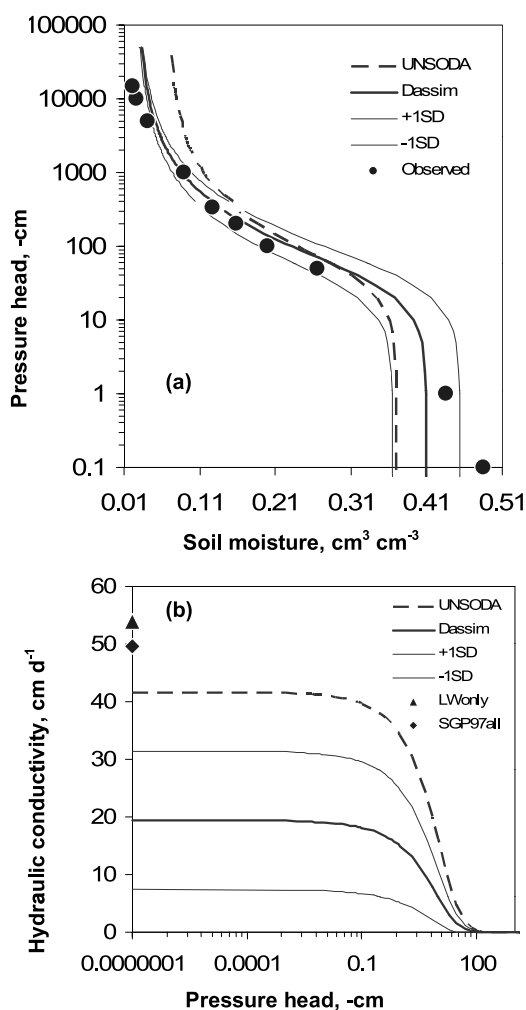 100000
10000
1000
100
10
1
0.1
Pressure head, -cm
UNSODA
Dassim
+1SD
-1SD
Observed
(a)
0.01 0.11 0.21 0.31 0.41 0.51
Soil moisture, cm³ cm⁻³
60
50
40
30
20
10
0
Hydraulic conductivity, cm d⁻¹
(b)
UNSODA
Dassim
+1SD
-1SD
LWonly
SGP97all
0.0000001 0.0001 0.1 100
Pressure head, -cm